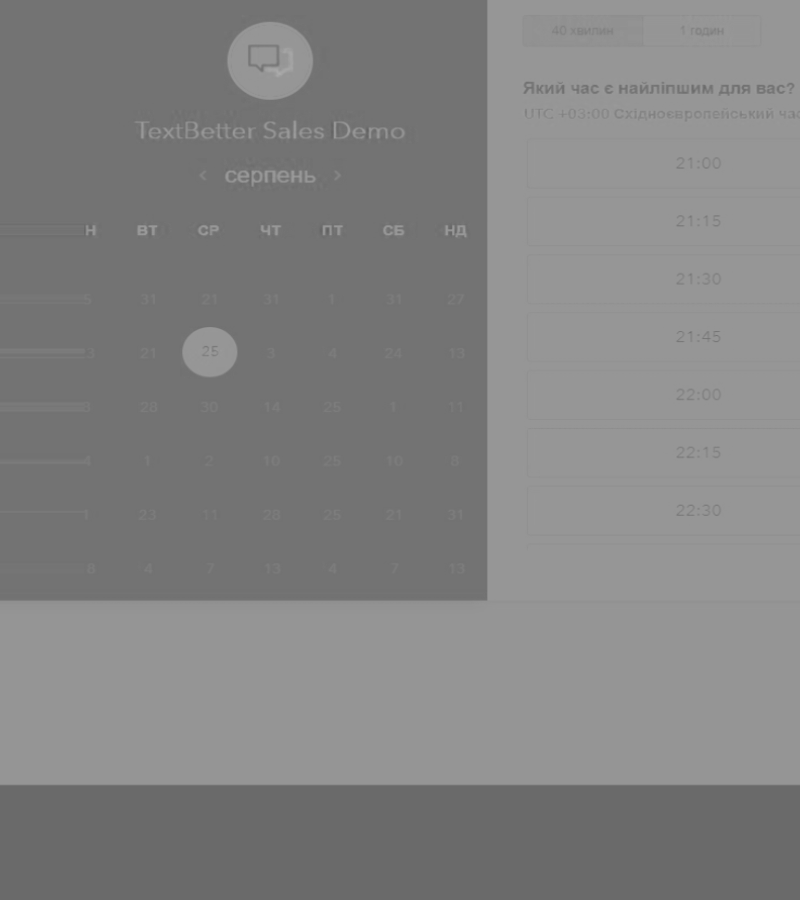 TextBetter Sales Demo
серпень
Н ВТ СР ЧТ ПТ СБ НД
5 31 21 31 1 31 27
3 21 25 3 4 24 13
8 28 30 14 25 1 11
4 1 2 10 25 10 6
1 23 11 28 25 21 31
8 4 7 13 4 7 13
40 хвилин 1 годин
Який час є найліпшим для вас?
UTC +03:00 Східноєвропейський час
21:00
21:15
21:30
21:45
22:00
22:15
22:30